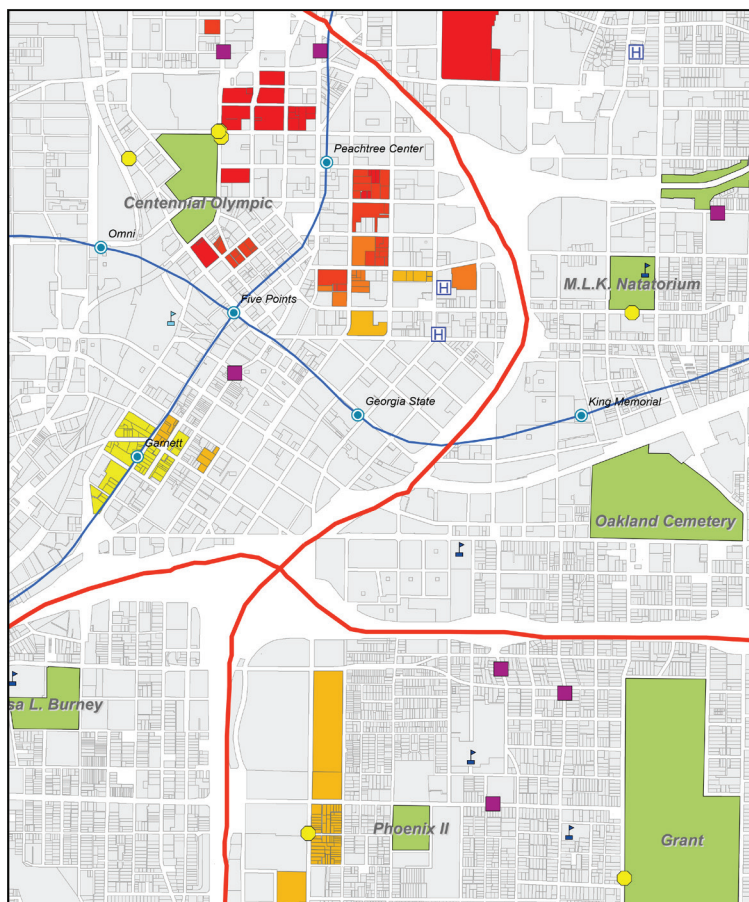 H
Peachtree Center
Centennial Olympic
Omni
M.L.K. Natatorium
H
Five Points
H
Georgia State
King Memorial
Garnett
Oakland Cemetery
sa L. Burney
Phoenix II
Grant